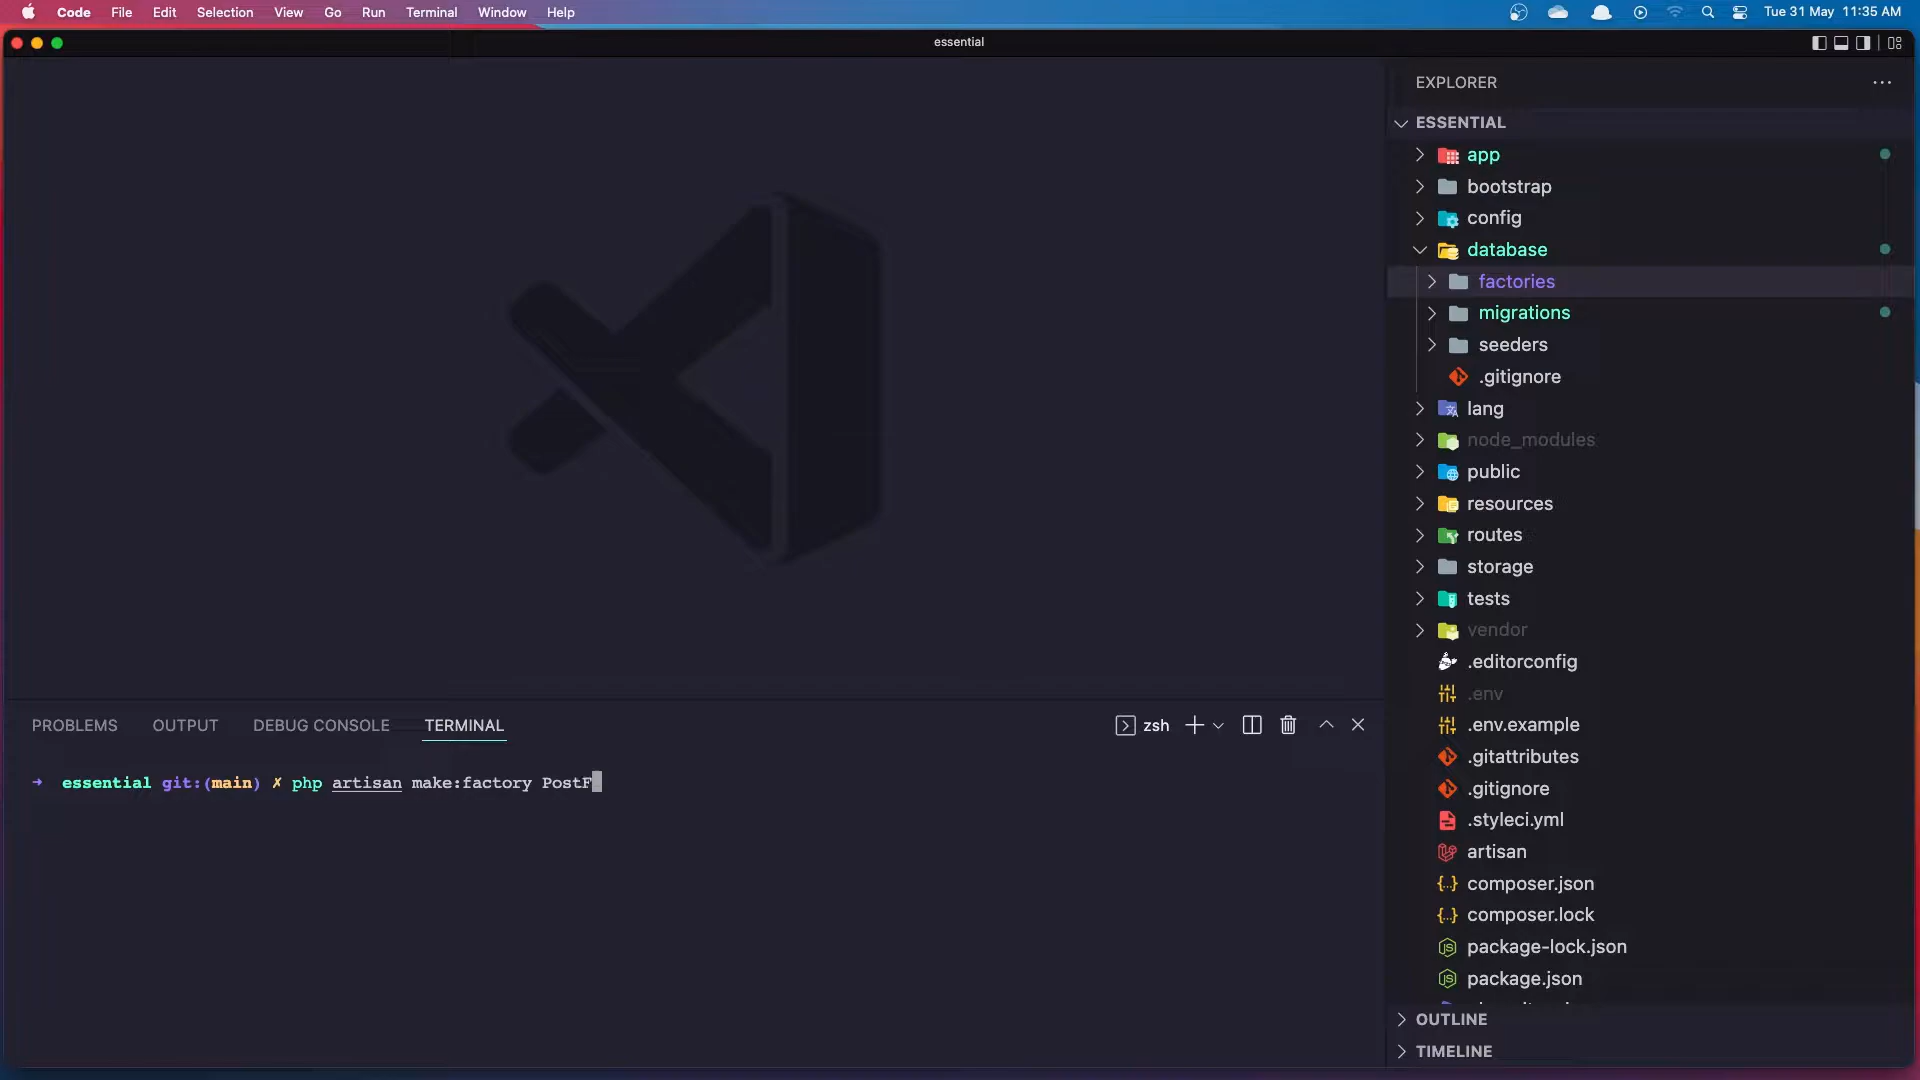 Code File Edit Selection View Go Run Terminal Window Help
Tue 31 May 11:35 AM
essential
EXPLORER
ESSENTIAL
app
bootstrap
config
database
factories
migrations
seeders
.gitignore
lang
node_modules
public
resources
routes
storage
tests
vendor
.editorconfig
.env
.env.example
.gitattributes
.gitignore
.styleci.yml
artisan
composer.json
composer.lock
package-lock.json
package.json
OUTLINE
TIMELINE
PROBLEMS OUTPUT DEBUG CONSOLE TERMINAL
zsh
➜ essential git:(main) ✗ php artisan make:factory PostF